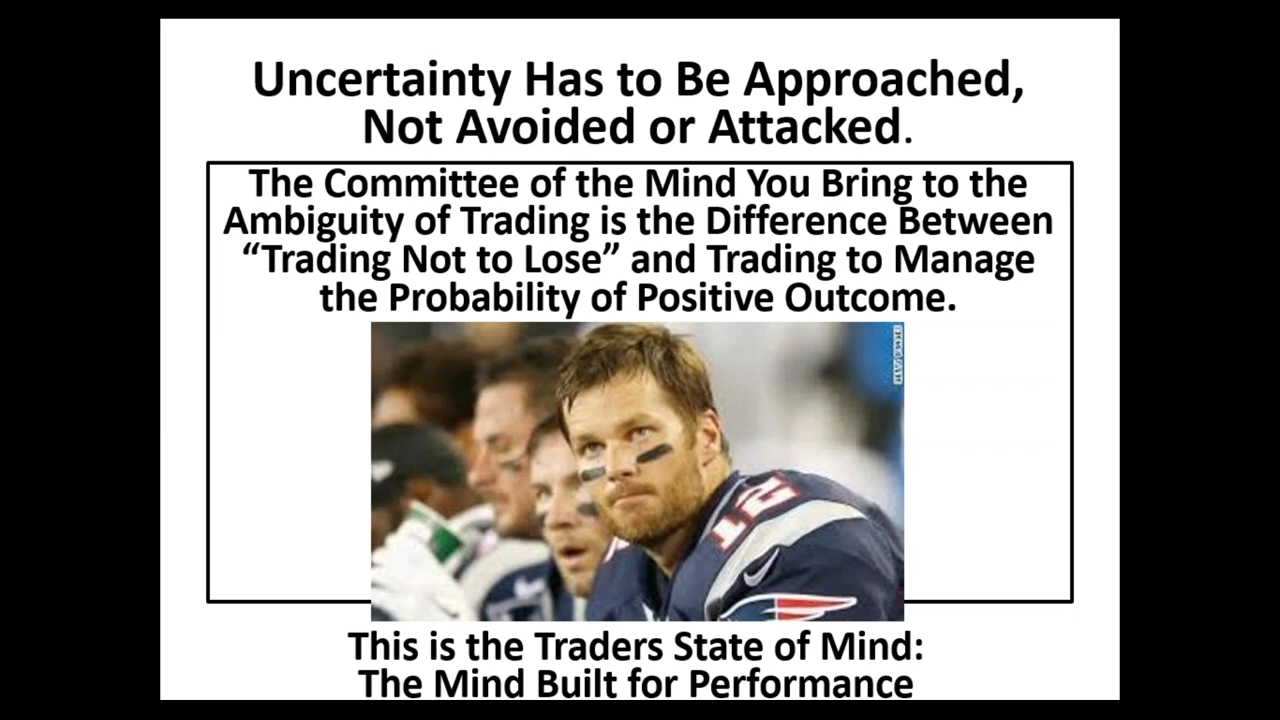 Uncertainty Has to Be Approached,
Not Avoided or Attacked.
The Committee of the Mind You Bring to the
Ambiguity of Trading is the Difference Between
“Trading Not to Lose” and Trading to Manage
the Probability of Positive Outcome.
12
This is the Traders State of Mind:
The Mind Built for Performance